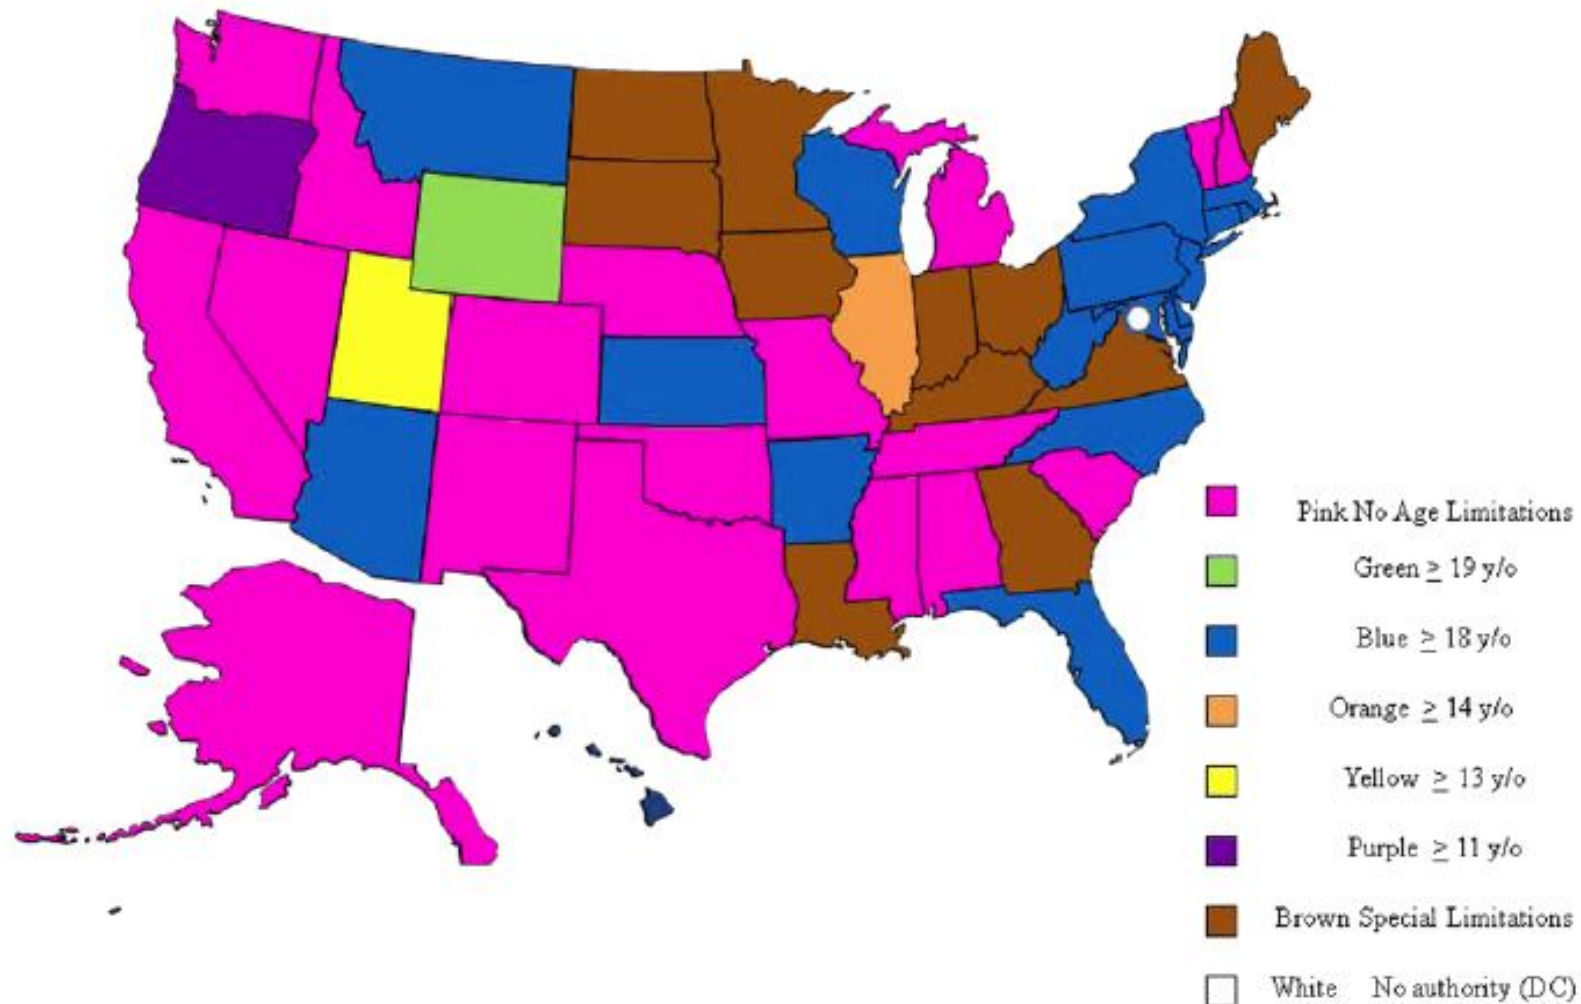 Pink No Age Limitations
Green ≥ 19 y/o
Blue ≥ 18 y/o
Orange ≥ 14 y/o
Yellow ≥ 13 y/o
Purple ≥ 11 y/o
Brown Special Limitations
White No authority (DC)